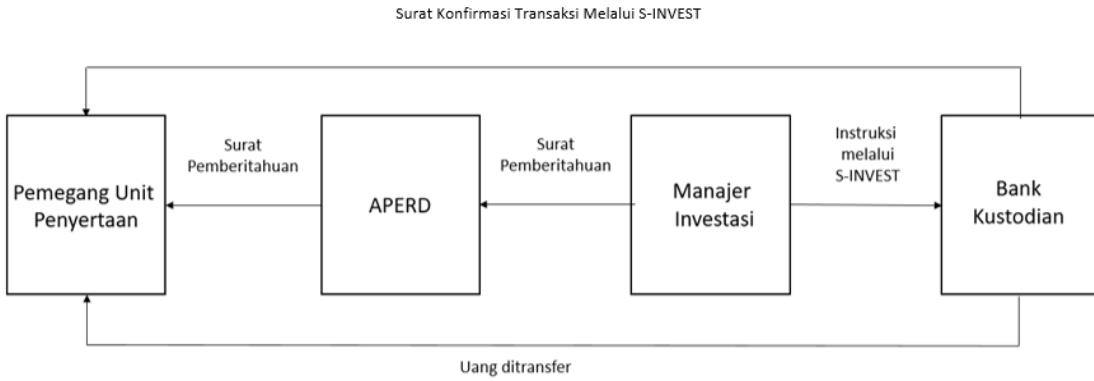 Surat Konfirmasi Transaksi Melalui S-INVEST
Surat
Pemberitahuan
Surat
Pemberitahuan
Instruksi
melalui
S-INVEST
Pemegang Unit
Penyertaan
APERD
Manajer
Investasi
Bank
Kustodian
Uang ditransfer